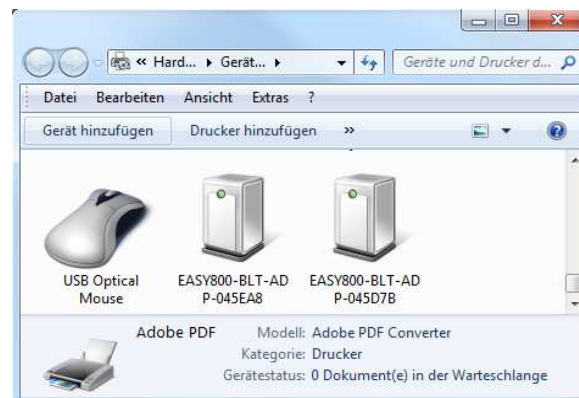 « Hard... ▸ Gerät... ▸
Geräte und Drucker d...
Datei Bearbeiten Ansicht Extras ?
Gerät hinzufügen Drucker hinzufügen »
USB Optical
Mouse
EASY800-BLT-AD
P-045EA8
EASY800-BLT-AD
P-045D7B
Adobe PDF Modell: Adobe PDF Converter
Kategorie: Drucker
Gerätestatus: 0 Dokument(e) in der Warteschlange